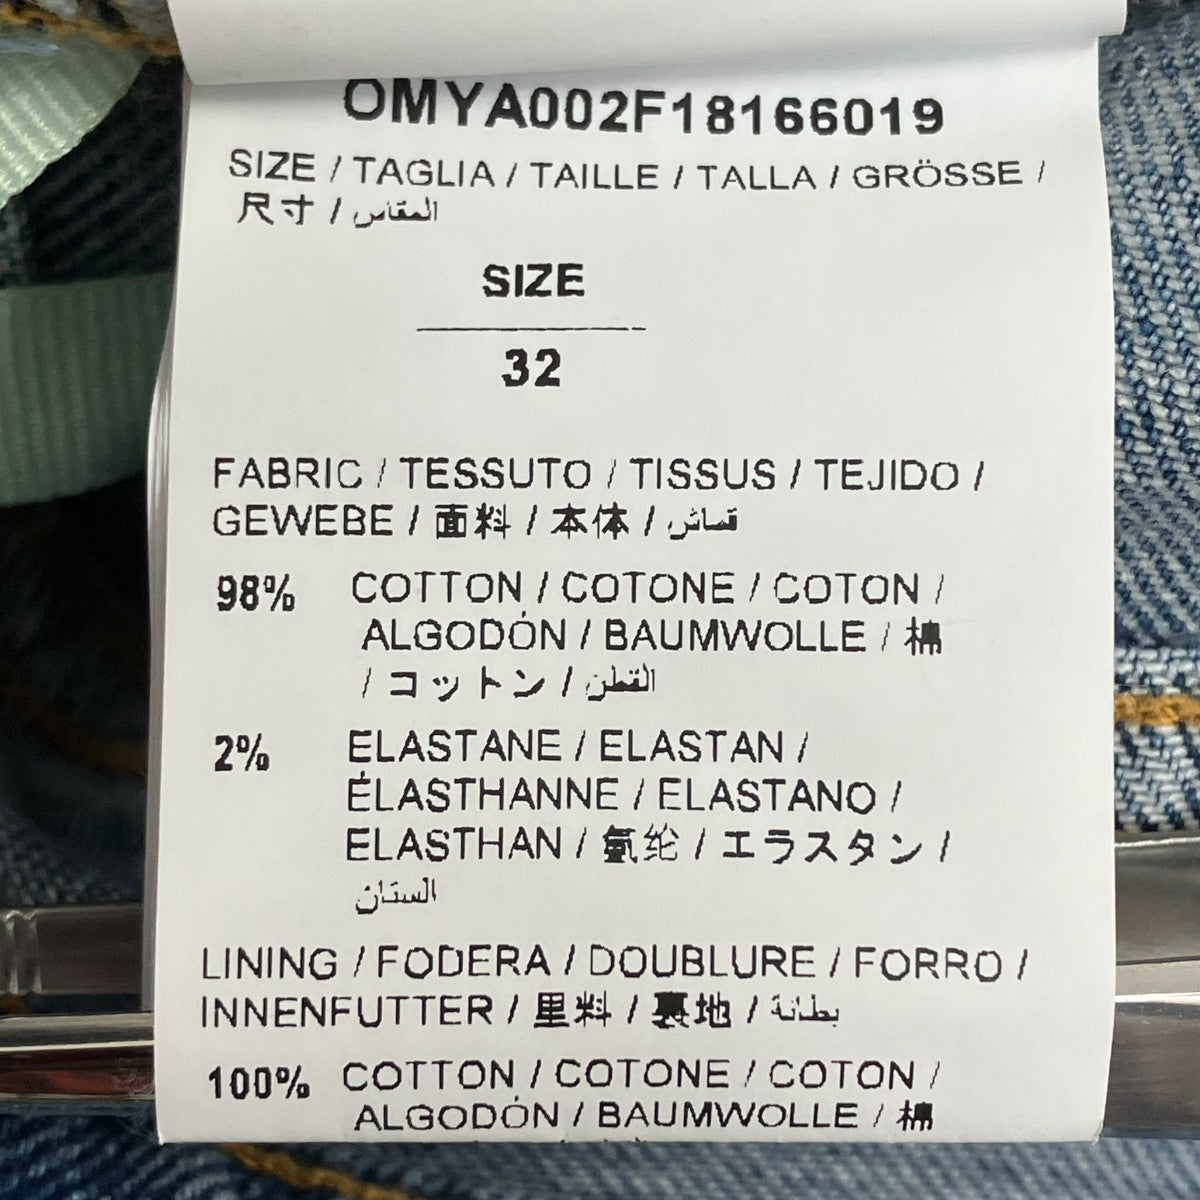 OMYA002F18166019
SIZE / TAGLIA / TAILLE / TALLA / GRÖSSE /
尺寸 / المقاس
SIZE
32
FABRIC / TESSUTO / TISSUS / TEJIDO /
GEWEBE / 面料 / 本体 / قماش
98% COTTON / COTONE / COTON /
ALGODÓN / BAUMWOLLE / 棉
/ コットン / القطن
2% ELASTANE / ELASTAN /
ÉLASTHANNE / ELASTANO /
ELASTHAN / 氨纶 / エラスタン /
الستان
LINING / FODERA / DOUBLURE / FORRO /
INNENFUTTER / 里料 / 裏地 / بطانة
100% COTTON / COTONE / COTON /
ALGODÓN / BAUMWOLLE / 棉